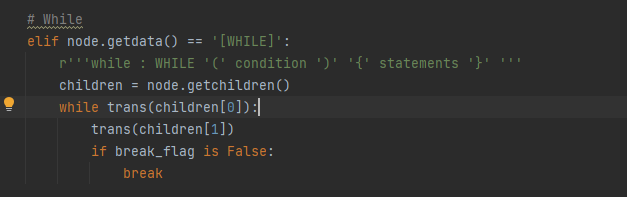 # While
elif node.getdata() == '[WHILE]':
    r'''while : WHILE '(' condition ')' '{' statements '}' '''
    children = node.getchildren()
    while trans(children[0]):
        trans(children[1])
        if break_flag is False:
            break